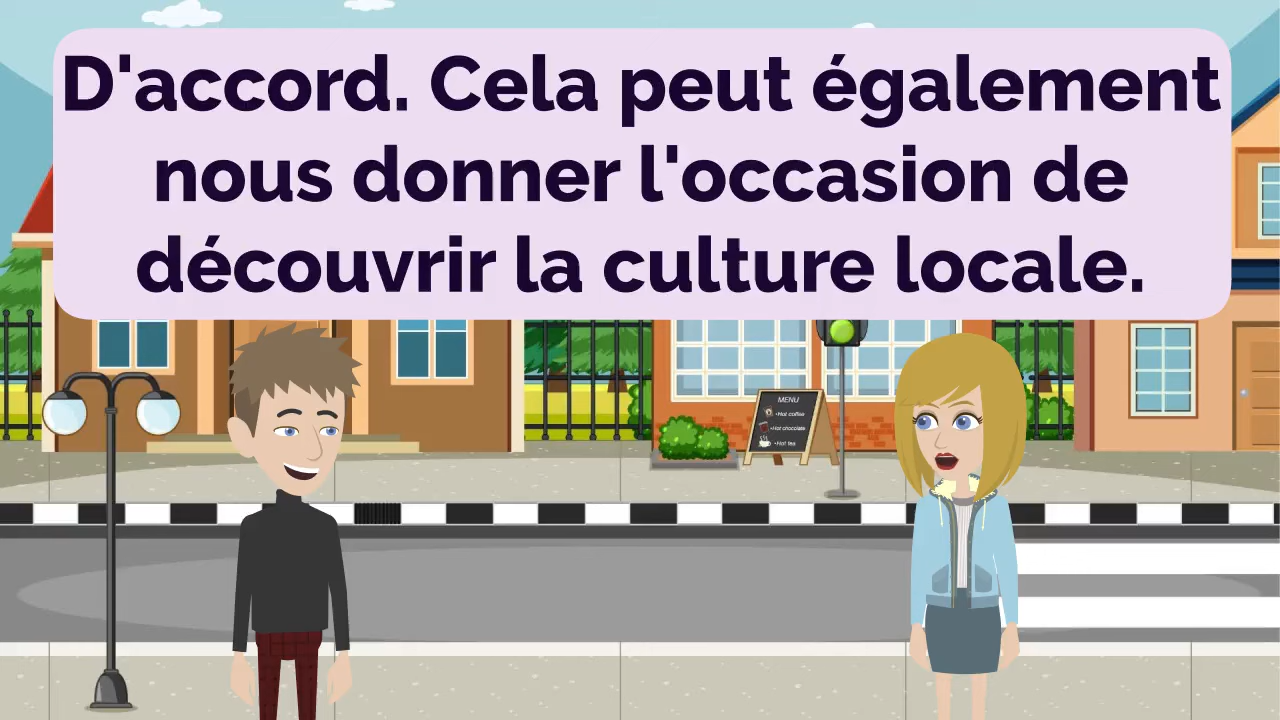 D'accord. Cela peut également
nous donner l'occasion de
découvrir la culture locale.
MENU
•Hot coffee
•Hot chocolate
•Hot tea